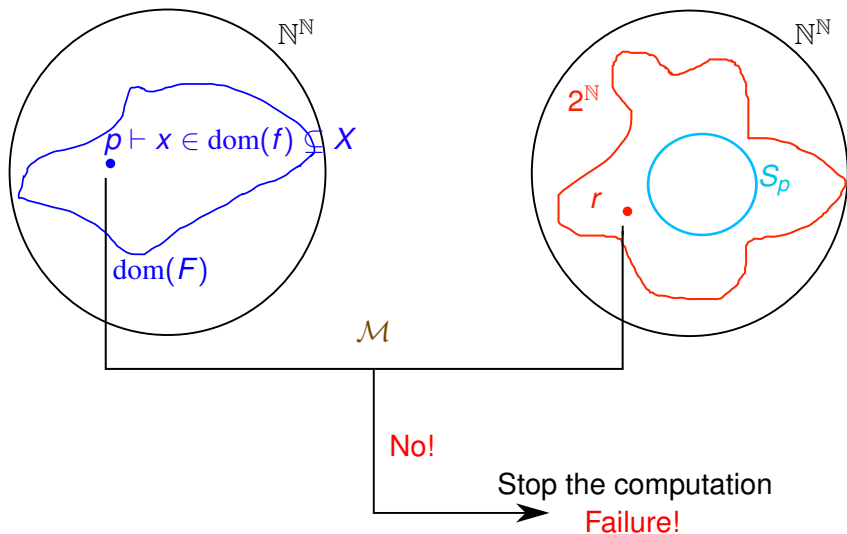 ℕ^ℕ
ℕ^ℕ
2^ℕ
p ⊢ x ∈ dom(f) ⊆ X
S_p
r
dom(F)
ℳ
No!
Stop the computation
Failure!